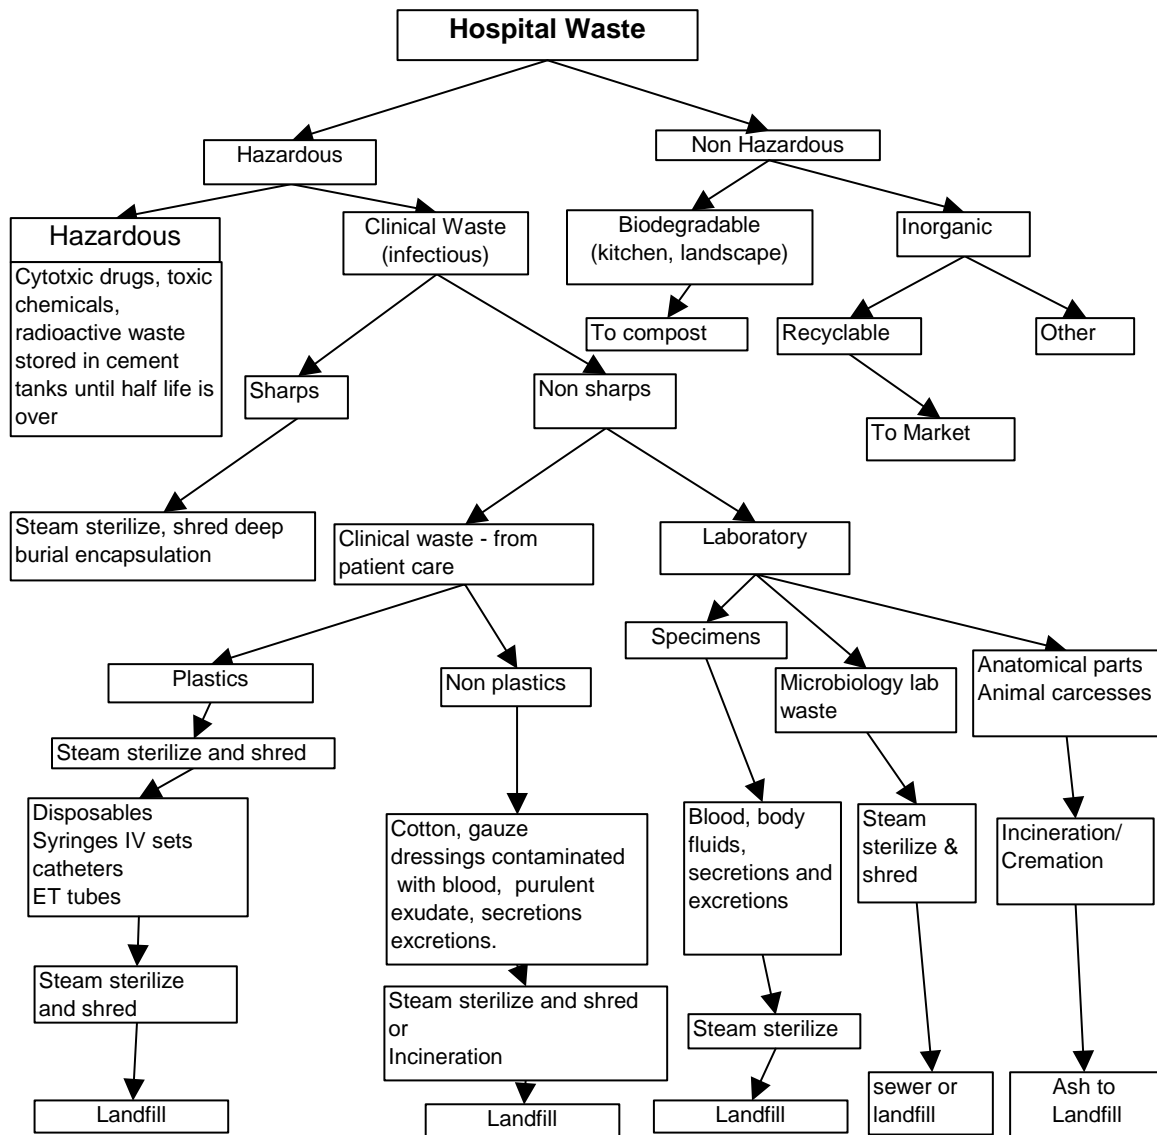 Hospital Waste
Hazardous
Non Hazardous
Hazardous
Cytotxic drugs, toxic
chemicals,
radioactive waste
stored in cement
tanks until half life is
over
Clinical Waste
(infectious)
Biodegradable
(kitchen, landscape)
Inorganic
To compost
Recyclable
Other
Sharps
Non sharps
To Market
Steam sterilize, shred deep
burial encapsulation
Clinical waste - from
patient care
Laboratory
Plastics
Non plastics
Specimens
Microbiology lab
waste
Anatomical parts
Animal carcesses
Steam sterilize and shred
Disposables
Syringes IV sets
catheters
ET tubes
Cotton, gauze
dressings contaminated
with blood, purulent
exudate, secretions
excretions.
Blood, body
fluids,
secretions and
excretions
Steam
sterilize &
shred
Incineration/
Cremation
Steam sterilize
and shred
Steam sterilize and shred
or
Incineration
Steam sterilize
Landfill
Landfill
Landfill
sewer or
landfill
Ash to
Landfill